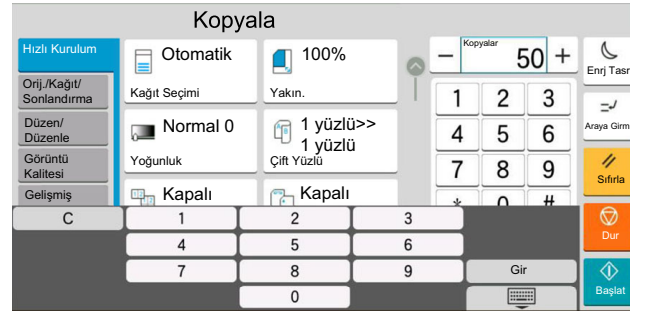 Kopyala
Hızlı Kurulum
Orij./Kağıt/
Sonlandırma
Düzen/
Düzenle
Görüntü
Kalitesi
Gelişmiş
Otomatik
Kağıt Seçimi
100%
Yakın.
Normal 0
Yoğunluk
1 yüzlü>>
1 yüzlü
Çift Yüzlü
Kapalı
Kapalı
Kopyalar
− 50 +
1 2 3
4 5 6
7 8 9
* 0 #
Enrj Tasr
Araya Girm
Sıfırla
Dur
Başlat
C 1 2 3
4 5 6
7 8 9 Gir
0